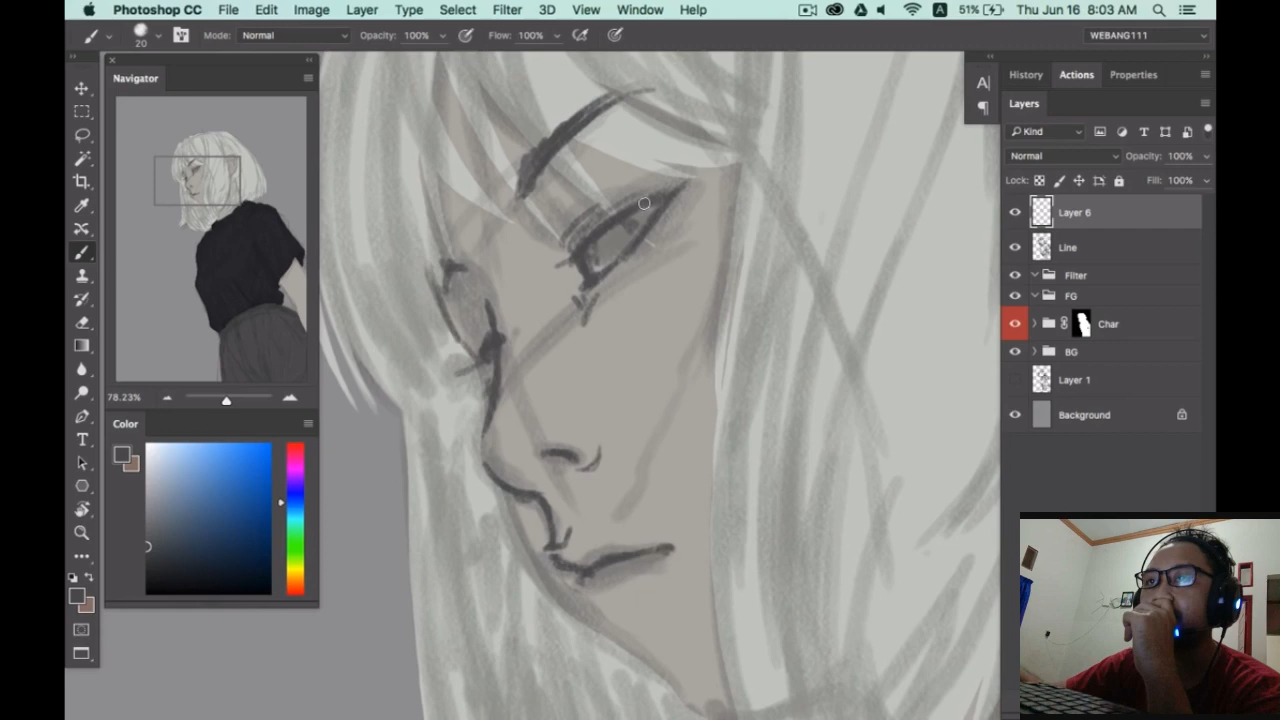 Photoshop CC File Edit Image Layer Type Select Filter 3D View Window Help A 51% Thu Jun 16 8:03 AM
20 Mode: Normal Opacity: 100% Flow: 100% WEBANG111
Navigator
78.23%
Color
A
History Actions Properties
Layers
Kind
Normal Opacity: 100%
Lock: Fill: 100%
Layer 6
Line
Filter
FG
Char
BG
Layer 1
Background